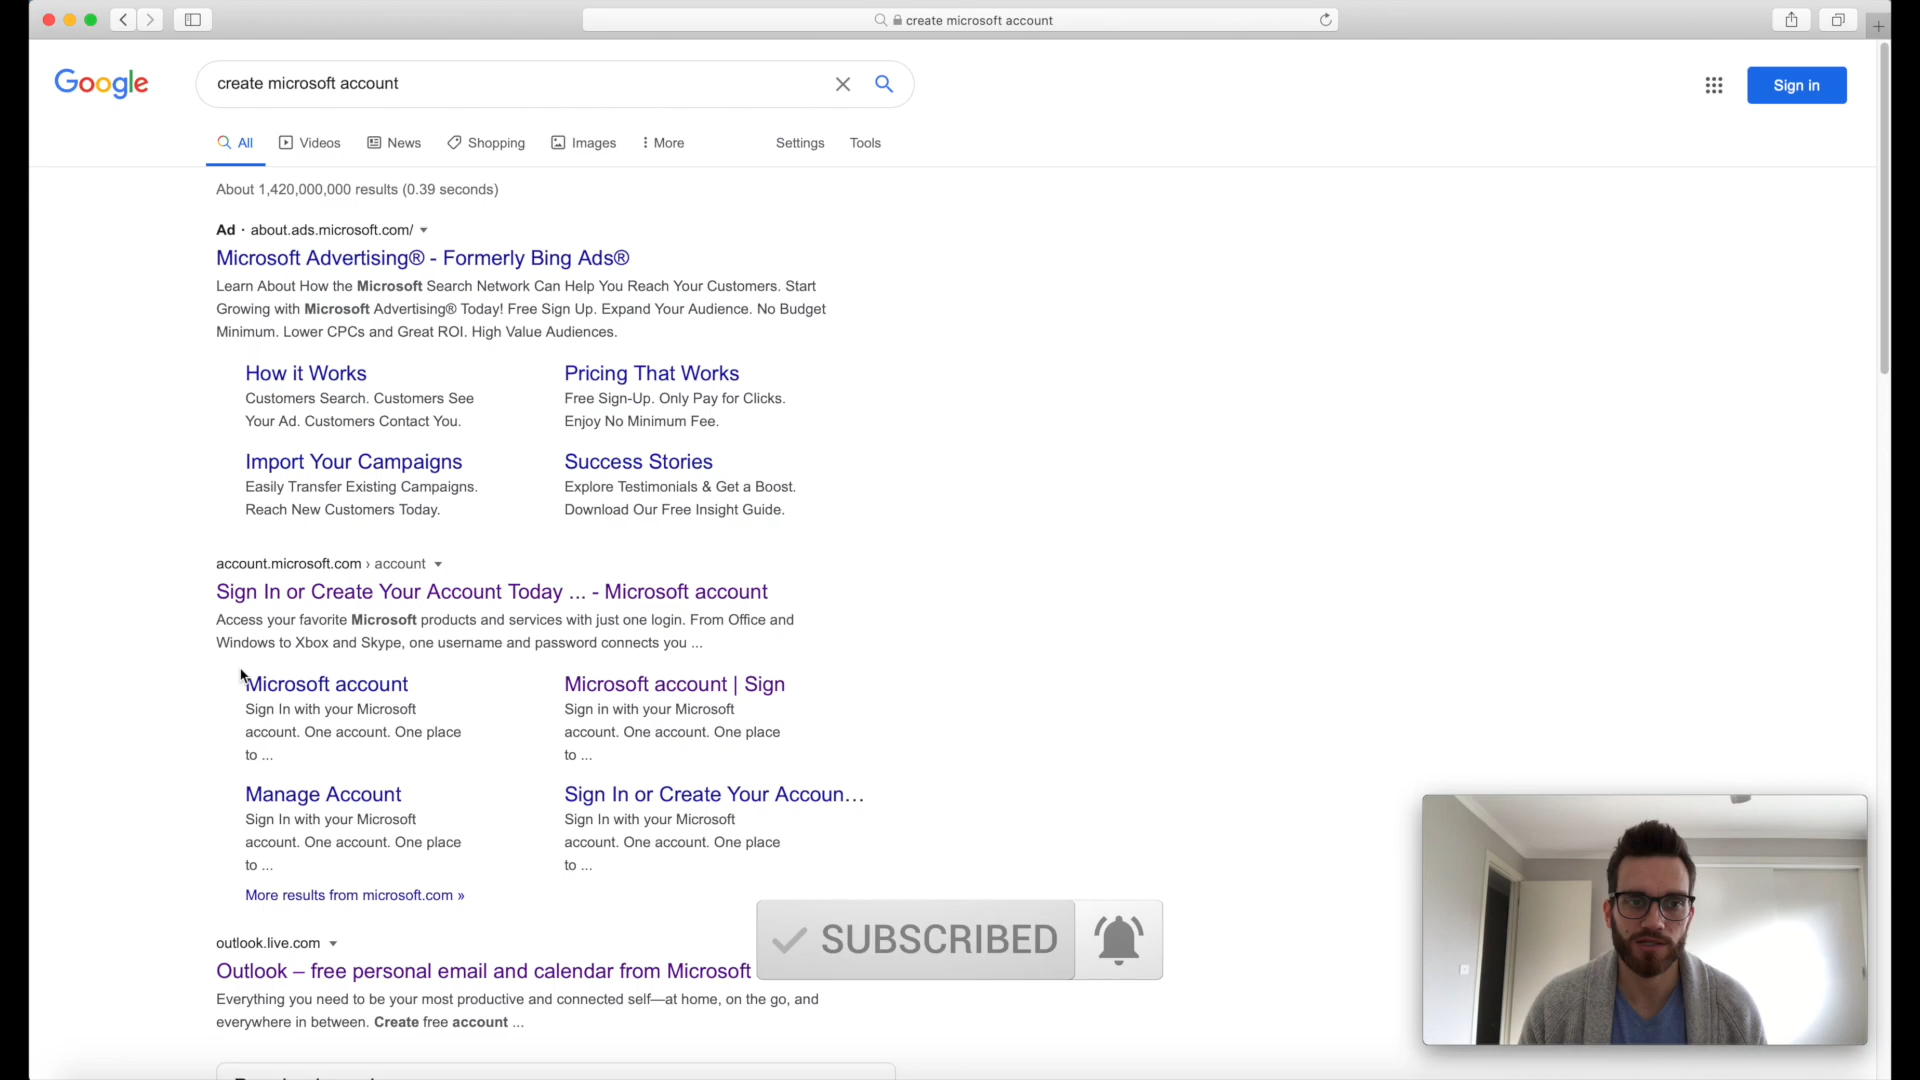 create microsoft account
Google
create microsoft account
Sign in
All
Videos
News
Shopping
Images
More
Settings
Tools
About 1,420,000,000 results (0.39 seconds)
Ad · about.ads.microsoft.com/
Microsoft Advertising® - Formerly Bing Ads®
Learn About How the Microsoft Search Network Can Help You Reach Your Customers. Start
Growing with Microsoft Advertising® Today! Free Sign Up. Expand Your Audience. No Budget
Minimum. Lower CPCs and Great ROI. High Value Audiences.
How it Works
Customers Search. Customers See
Your Ad. Customers Contact You.
Pricing That Works
Free Sign-Up. Only Pay for Clicks.
Enjoy No Minimum Fee.
Import Your Campaigns
Easily Transfer Existing Campaigns.
Reach New Customers Today.
Success Stories
Explore Testimonials & Get a Boost.
Download Our Free Insight Guide.
account.microsoft.com › account
Sign In or Create Your Account Today ... - Microsoft account
Access your favorite Microsoft products and services with just one login. From Office and
Windows to Xbox and Skype, one username and password connects you ...
Microsoft account
Sign In with your Microsoft
account. One account. One place
to ...
Microsoft account | Sign
Sign in with your Microsoft
account. One account. One place
to ...
Manage Account
Sign In with your Microsoft
account. One account. One place
to ...
Sign In or Create Your Accoun...
Sign In with your Microsoft
account. One account. One place
to ...
More results from microsoft.com »
SUBSCRIBED
outlook.live.com
Outlook – free personal email and calendar from Microsoft
Everything you need to be your most productive and connected self—at home, on the go, and
everywhere in between. Create free account ...